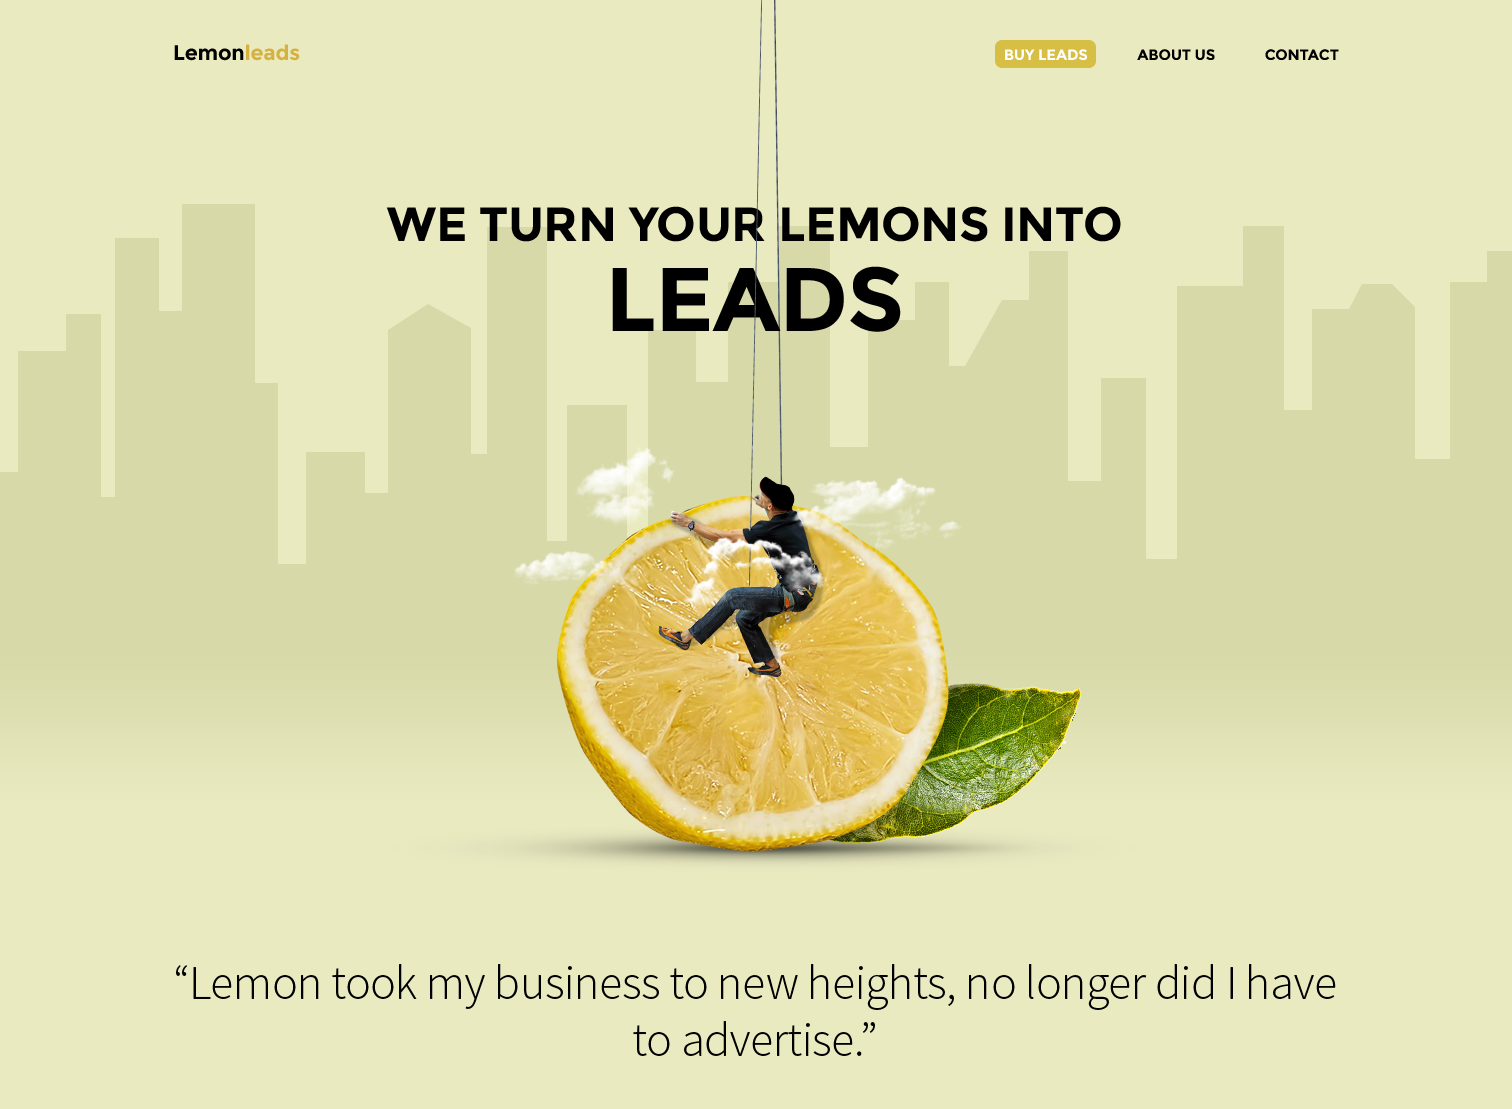 Lemonleads
BUY LEADS
ABOUT US
CONTACT
WE TURN YOUR LEMONS INTO
LEADS
“Lemon took my business to new heights, no longer did I have
to advertise.”